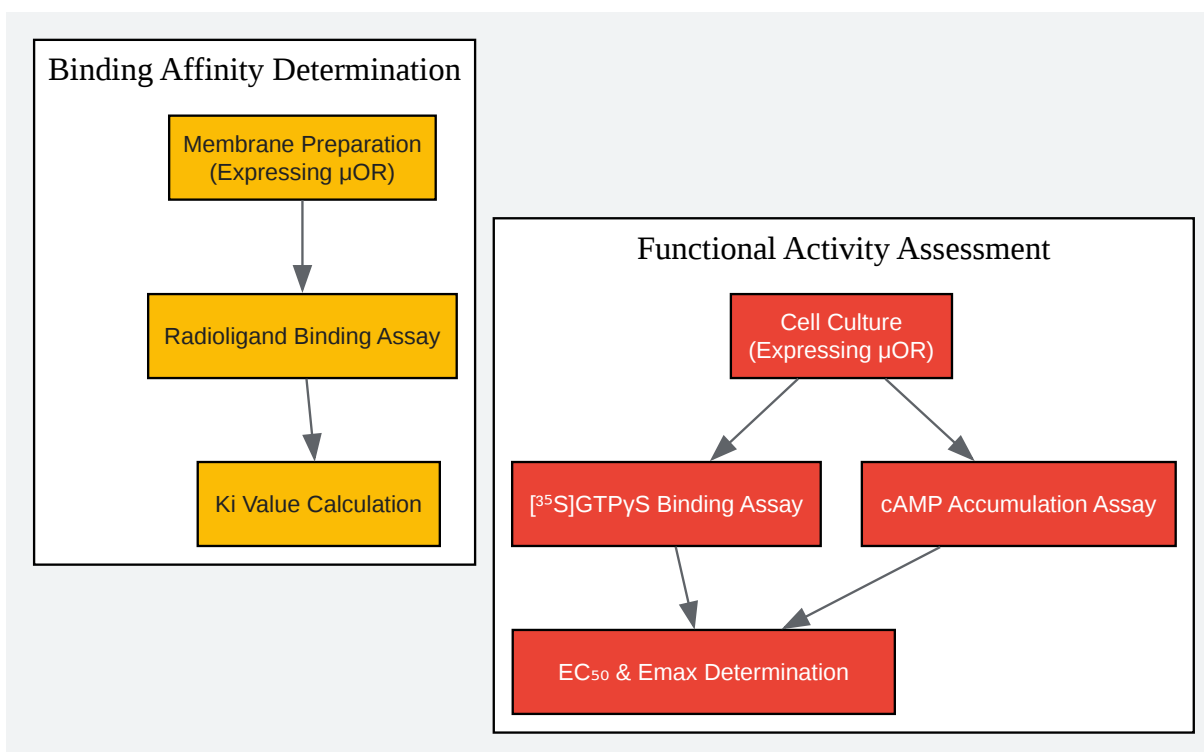 Binding Affinity Determination
Membrane Preparation
(Expressing μOR)
Radioligand Binding Assay
Ki Value Calculation
Functional Activity Assessment
Cell Culture
(Expressing μOR)
[³⁵S]GTPγS Binding Assay
cAMP Accumulation Assay
EC₅₀ & Emax Determination